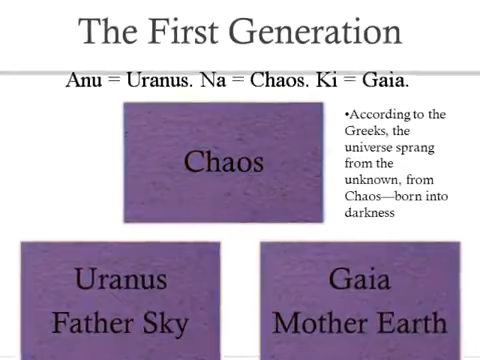 The First Generation
Anu = Uranus. Na = Chaos. Ki = Gaia.
Chaos
•According to the
Greeks, the
universe sprang
from the
unknown, from
Chaos—born into
darkness
Uranus
Father Sky
Gaia
Mother Earth